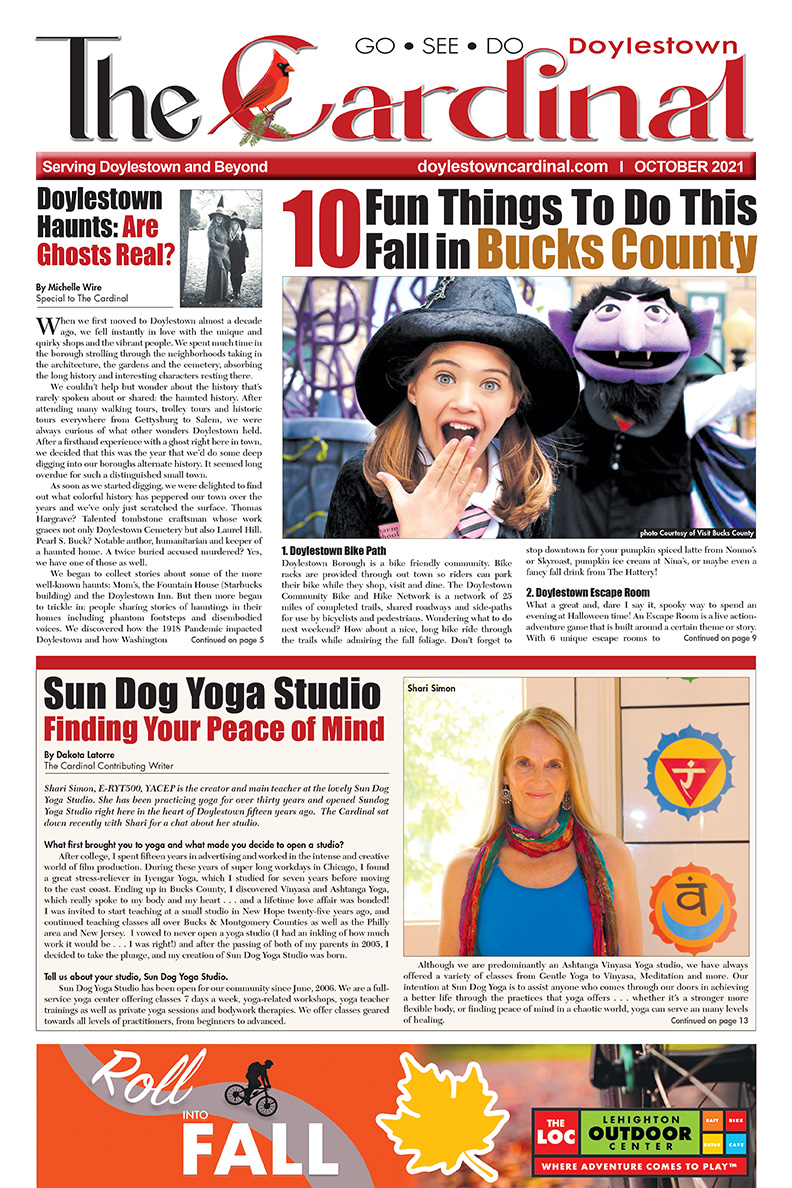 GO • SEE • DO Doylestown
The Cardinal
Serving Doylestown and Beyond
doylestowncardinal.com I OCTOBER 2021
Doylestown
Haunts: Are
Ghosts Real?
By Michelle Wire
Special to The Cardinal
When we first moved to Doylestown almost a decade
ago, we fell instantly in love with the unique and
quirky shops and the vibrant people. We spent much time in
the borough strolling through the neighborhoods taking in
the architecture, the gardens and the cemetery, absorbing
the long history and interesting characters resting there.
We couldn't help but wonder about the history that's
rarely spoken about or shared: the haunted history. After
attending many walking tours, trolley tours and historic
tours everywhere from Gettysburg to Salem, we were
always curious of what other wonders Doylestown held.
After a firsthand experience with a ghost right here in town,
we decided that this was the year that we'd do some deep
digging into our boroughs alternate history. It seemed long
overdue for such a distinguished small town.
As soon as we started digging, we were delighted to find
out what colorful history has peppered our town over the
years and we've only just scratched the surface. Thomas
Hargrave? Talented tombstone craftsman whose work
graces not only Doylestown Cemetery but also Laurel Hill.
Pearl S. Buck? Notable author, humanitarian and keeper of
a haunted home. A twice buried accused murdered? Yes,
we have one of those as well.
We began to collect stories about some of the more
well-known haunts: Mom's, the Fountain House (Starbucks
building) and the Doylestown Inn. But then more began
to trickle in: people sharing stories of hauntings in their
homes including phantom footsteps and disembodied
voices. We discovered how the 1918 Pandemic impacted
Doylestown and how Washington Continued on page 5
10 Fun Things To Do This
Fall in Bucks County
photo Courtesy of Visit Bucks County
1. Doylestown Bike Path
Doylestown Borough is a bike friendly community. Bike
racks are provided through out town so riders can park
their bike while they shop, visit and dine. The Doylestown
Community Bike and Hike Network is a network of 25
miles of completed trails, shared roadways and side-paths
for use by bicyclists and pedestrians. Wondering what to do
next weekend? How about a nice, long bike ride through
the trails while admiring the fall foliage. Don't forget to
stop downtown for your pumpkin spiced latte from Nonno's
or Skyroast, pumpkin ice cream at Nina's, or maybe even a
fancy fall drink from The Hattery!
2. Doylestown Escape Room
What a great and, dare I say it, spooky way to spend an
evening at Halloween time! An Escape Room is a live action-
adventure game that is built around a certain theme or story.
With 6 unique escape rooms to Continued on page 9
Sun Dog Yoga Studio
Finding Your Peace of Mind
By Dakota Latorre
The Cardinal Contributing Writer
Shari Simon, E-RYT500, YACEP is the creator and main teacher at the lovely Sun Dog
Yoga Studio. She has been practicing yoga for over thirty years and opened Sundog
Yoga Studio right here in the heart of Doylestown fifteen years ago. The Cardinal sat
down recently with Shari for a chat about her studio.
What first brought you to yoga and what made you decide to open a studio?
After college, I spent fifteen years in advertising and worked in the intense and creative
world of film production. During these years of super long workdays in Chicago, I found
a great stress-reliever in Iyengar Yoga, which I studied for seven years before moving
to the east coast. Ending up in Bucks County, I discovered Vinyasa and Ashtanga Yoga,
which really spoke to my body and my heart . . . and a lifetime love affair was bonded!
I was invited to start teaching at a small studio in New Hope twenty-five years ago, and
continued teaching classes all over Bucks & Montgomery Counties as well as the Philly
area and New Jersey. I vowed to never open a yoga studio (I had an inkling of how much
work it would be . . . I was right!) and after the passing of both of my parents in 2005, I
decided to take the plunge, and my creation of Sun Dog Yoga Studio was born.
Tell us about your studio, Sun Dog Yoga Studio.
Sun Dog Yoga Studio has been open for our community since June, 2006. We are a full-
service yoga center offering classes 7 days a week, yoga-related workshops, yoga teacher
trainings as well as private yoga sessions and bodywork therapies. We offer classes geared
towards all levels of practitioners, from beginners to advanced.
Shari Simon
Although we are predominantly an Ashtanga Vinyasa Yoga studio, we have always
offered a variety of classes from Gentle Yoga to Vinyasa, Meditation and more. Our
intention at Sun Dog Yoga is to assist anyone who comes through our doors in achieving
a better life through the practices that yoga offers . . . whether it's a stronger more
flexible body, or finding peace of mind in a chaotic world, yoga can serve an many levels
of healing. Continued on page 13
Roll
INTO
FALL
THE
LOC
LEHIGHTON
OUTDOOR
CENTER
RAFT BIKE
KAYAK CAFE
WHERE ADVENTURE COMES TO PLAY™